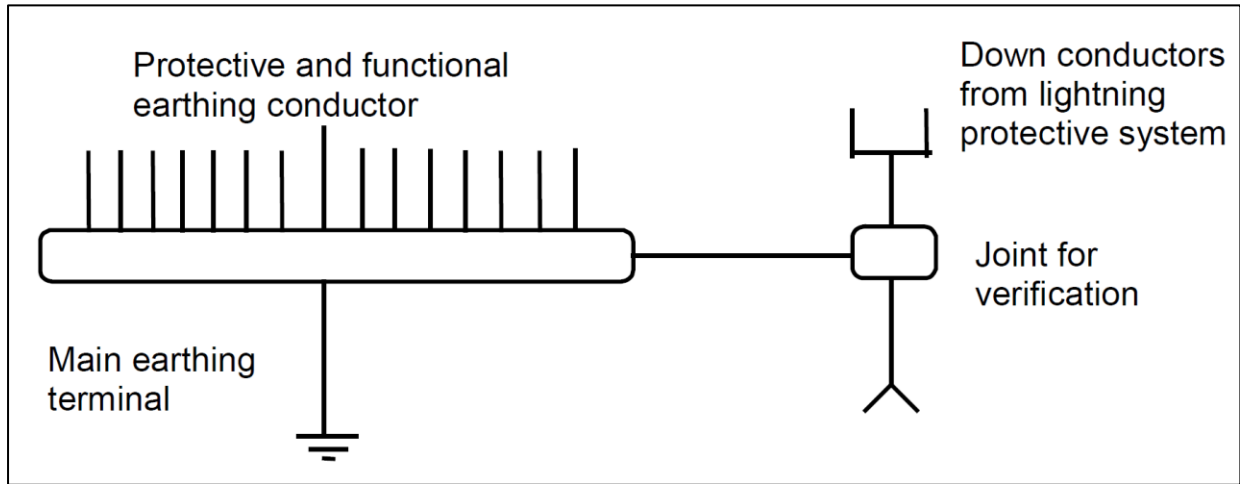 Protective and functional
earthing conductor
Down conductors
from lightning
protective system
Joint for
verification
Main earthing
terminal